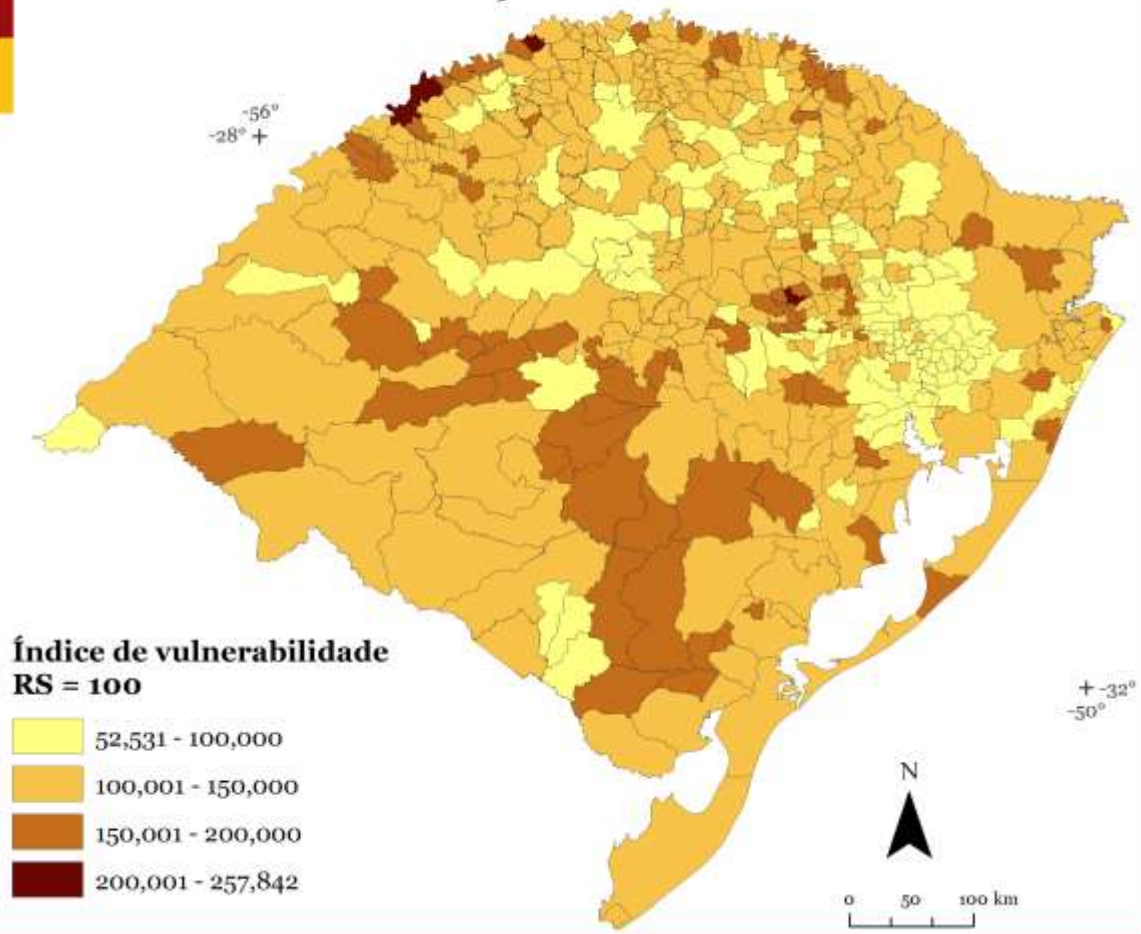 -56°
-28°
Índice de vulnerabilidade
RS = 100
52,531 - 100,000
100,001 - 150,000
150,001 - 200,000
200,001 - 257,842
-32°
-50°
N
0 50 100 km